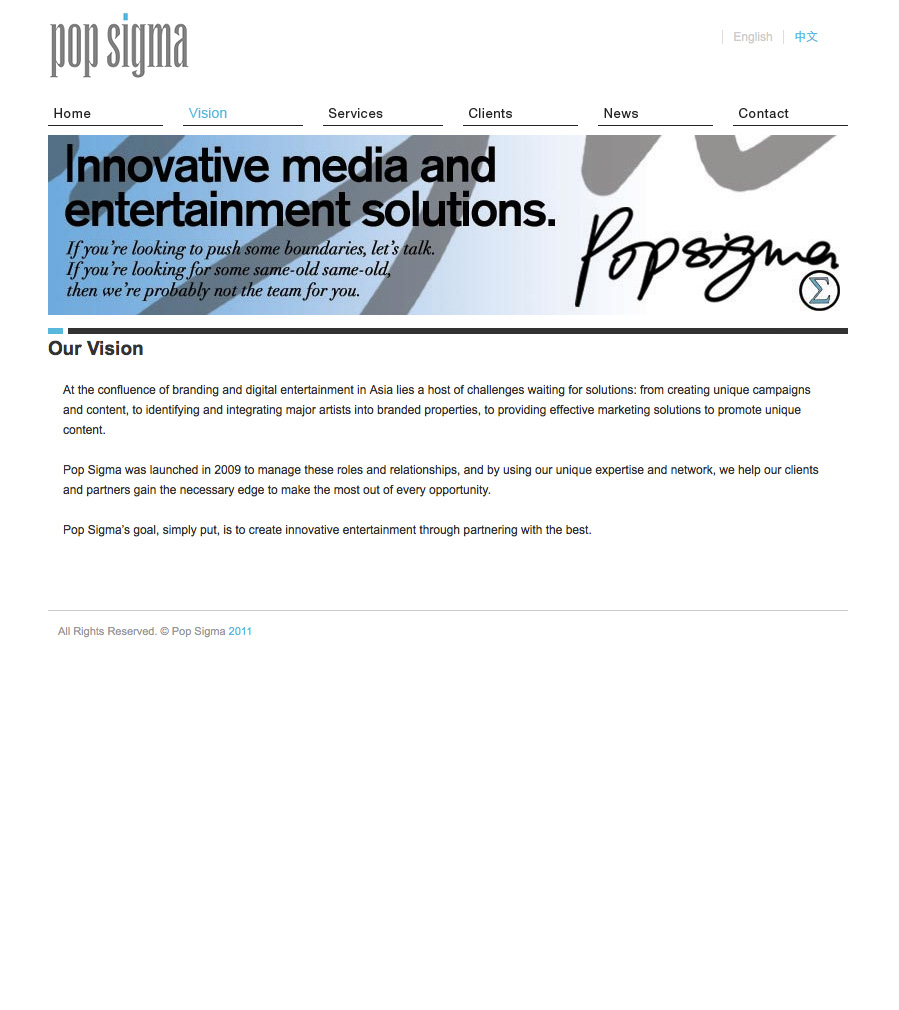 pop sigma
English 中文
Home Vision Services Clients News Contact
Innovative media and
entertainment solutions.
If you're looking to push some boundaries, let's talk.
If you're looking for some same-old same-old,
then we're probably not the team for you.
Popsigma
Σ
Our Vision
At the confluence of branding and digital entertainment in Asia lies a host of challenges waiting for solutions: from creating unique campaigns
and content, to identifying and integrating major artists into branded properties, to providing effective marketing solutions to promote unique
content.
Pop Sigma was launched in 2009 to manage these roles and relationships, and by using our unique expertise and network, we help our clients
and partners gain the necessary edge to make the most out of every opportunity.
Pop Sigma's goal, simply put, is to create innovative entertainment through partnering with the best.
All Rights Reserved. © Pop Sigma 2011